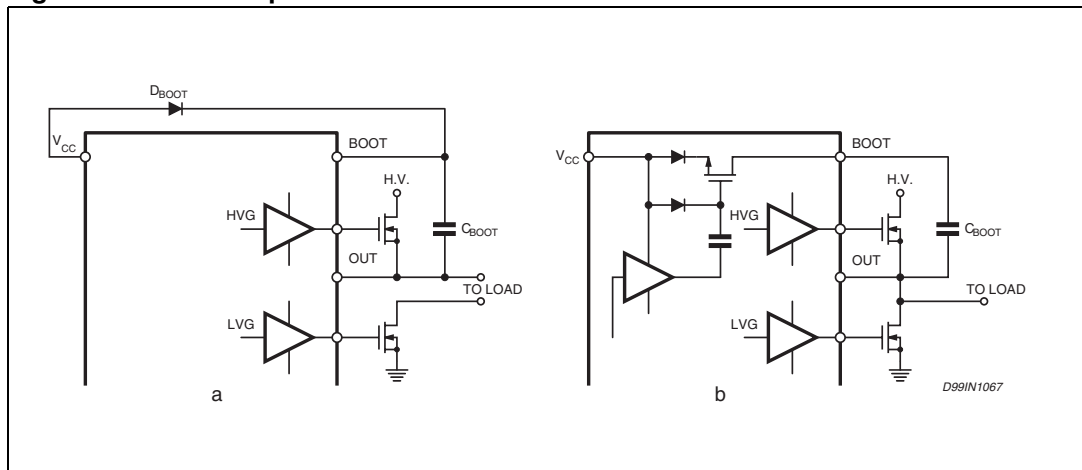 D_BOOT
V_CC
BOOT
H.V.
HVG
C_BOOT
OUT
TO LOAD
LVG
a
V_CC
BOOT
H.V.
HVG
C_BOOT
OUT
TO LOAD
LVG
b
D99IN1067